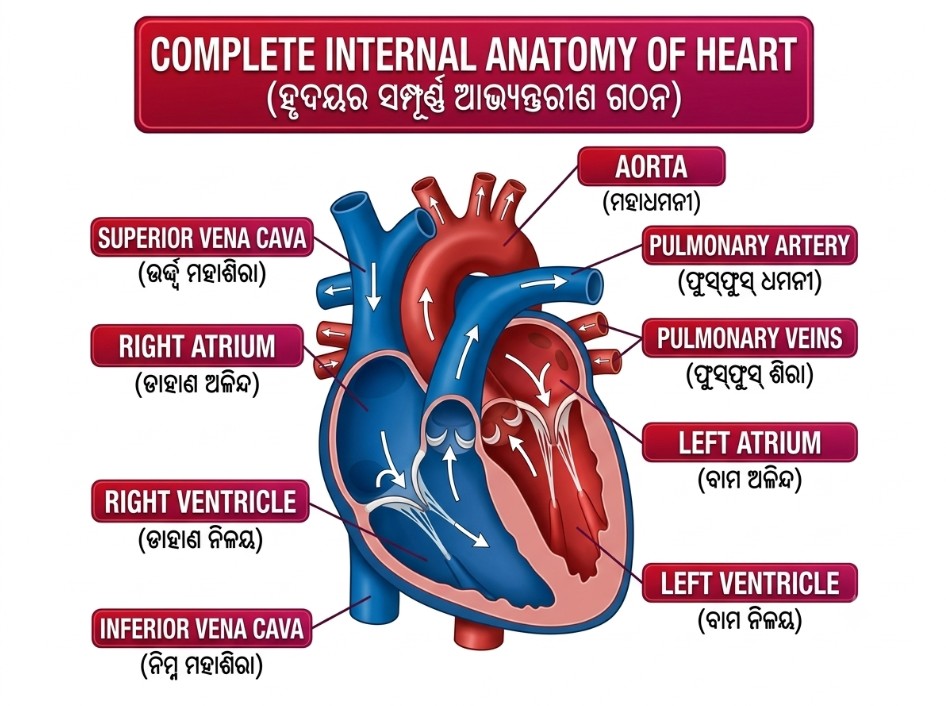 COMPLETE INTERNAL ANATOMY OF HEART
(ହୃଦୟର ସମ୍ପୂର୍ଣ୍ଣ ଆଭ୍ୟନ୍ତରୀଣ ଗଠନ)
AORTA
(ମହାଧମନୀ)
SUPERIOR VENA CAVA
(ଉର୍ଦ୍ଧ୍ୱ ମହାଶିରା)
PULMONARY ARTERY
(ଫୁସ୍‌ଫୁସ୍ ଧମନୀ)
RIGHT ATRIUM
(ଡାହାଣ ଅଳିନ୍ଦ)
PULMONARY VEINS
(ଫୁସ୍‌ଫୁସ୍ ଶିରା)
LEFT ATRIUM
(ବାମ ଅଳିନ୍ଦ)
RIGHT VENTRICLE
(ଡାହାଣ ନିଳୟ)
LEFT VENTRICLE
(ବାମ ନିଳୟ)
INFERIOR VENA CAVA
(ନିମ୍ନ ମହାଶିରା)